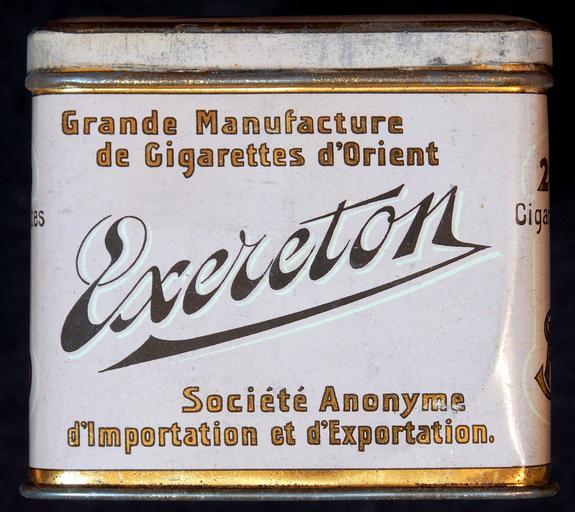 Grande Manufacture
de Cigarettes d'Orient
Exereton
Société Anonyme
d'Importation et d'Exportation.